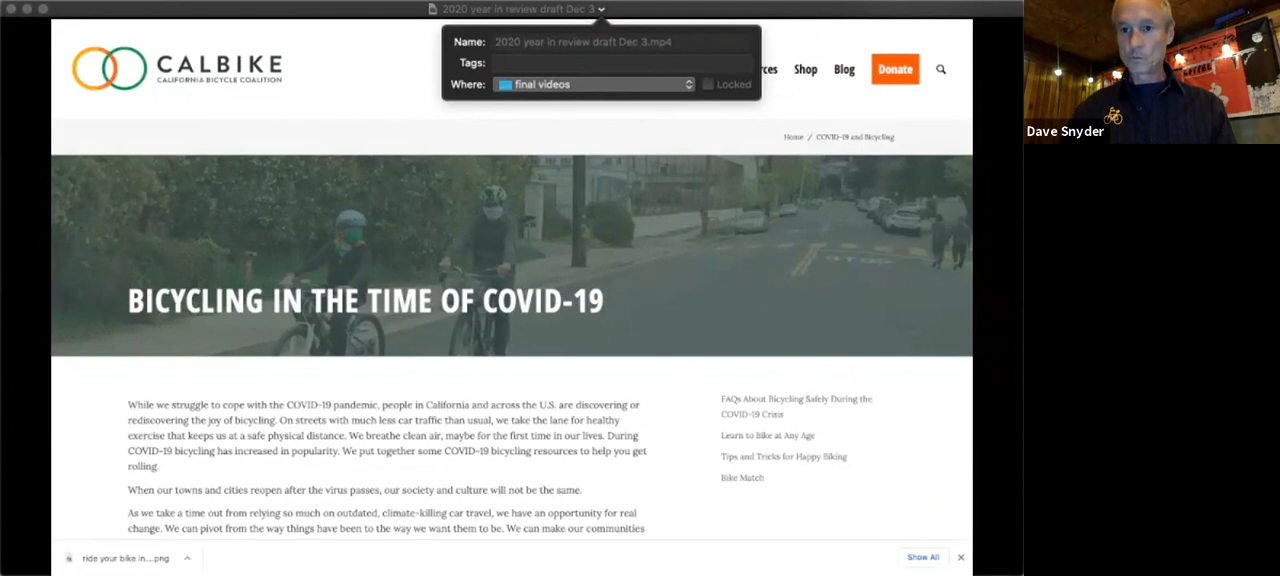 2020 year in review draft Dec 3
Name: 2020 year in review draft Dec 3.mp4
Tags:
Where: final videos Locked
CALBIKE
CALIFORNIA BICYCLE COALITION
rces Shop Blog Donate
Dave Snyder
Home / COVID-19 and Bicycling
STOP
BICYCLING IN THE TIME OF COVID-19
While we struggle to cope with the COVID-19 pandemic, people in California and across the U.S. are discovering or
rediscovering the joy of bicycling. On streets with much less car traffic than usual, we take the lane for healthy
exercise that keeps us at a safe physical distance. We breathe clean air, maybe for the first time in our lives. During
COVID-19 bicycling has increased in popularity. We put together some COVID-19 bicycling resources to help you get
rolling.
When our towns and cities reopen after the virus passes, our society and culture will not be the same.
As we take a time out from relying so much on outdated, climate-killing car travel, we have an opportunity for real
change. We can pivot from the way things have been to the way we want them to be. We can make our communities
FAQs About Bicycling Safely During the
COVID-19 Crisis
Learn to Bike at Any Age
Tips and Tricks for Happy Biking
Bike Match
ride your bike in....png
Show All